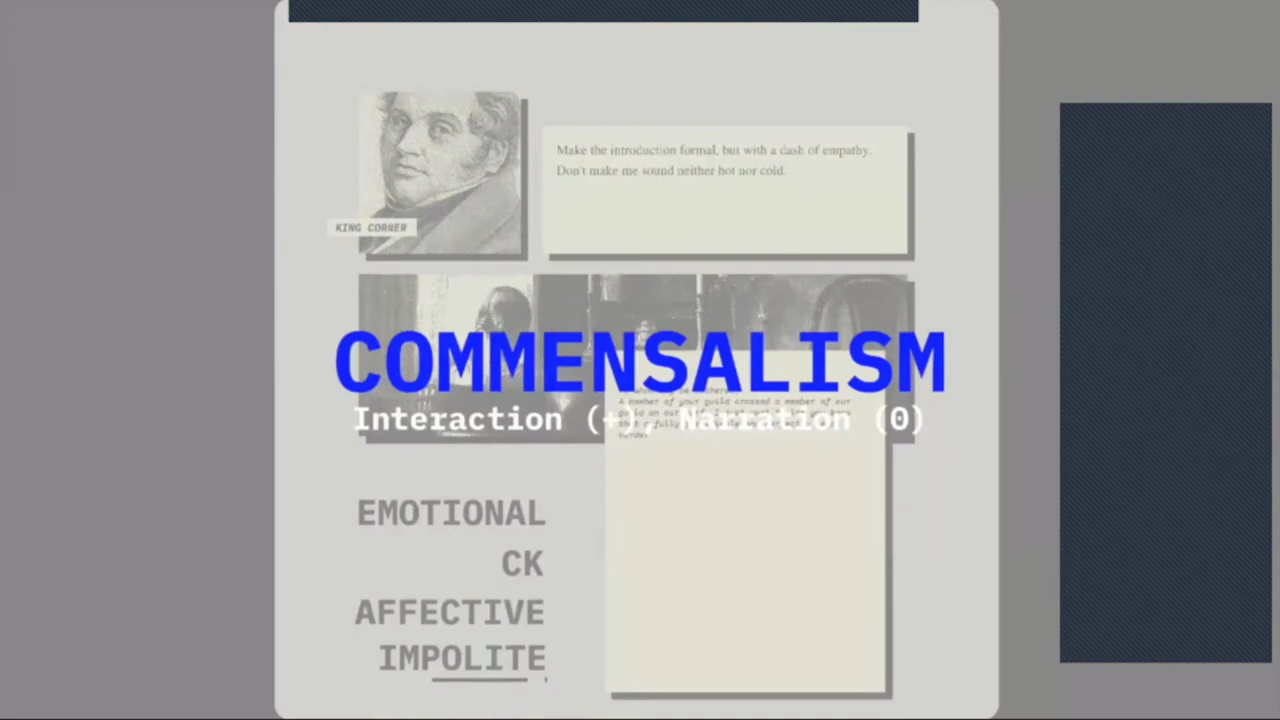 Make the introduction formal, but with a dash of empathy.
Don't make me sound neither hot nor cold.
KING CORNER
COMMENSALISM
A member of your guild crossed a member of our
Interaction (+), Narration (0)
EMOTIONAL
CK
AFFECTIVE
IMPOLITE